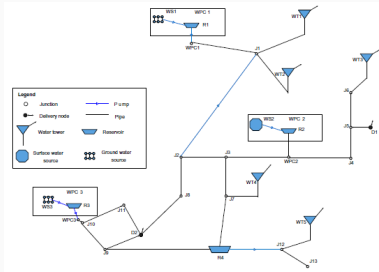 WS1 WPC 1
R1
WPC1
WT1
J1
WT2
WT3
Legend
Junction Pump
Delivery node Pipe
Water tower Reservoir
Surface water source Ground water source
WS2 WPC 2
R2
WPC2
J5
D1
J4
J2
J3
WT4
J7
J8
WPC 3
WS3 R3
WPC3
J10
J11
D2
R4
WT5
J12
J13